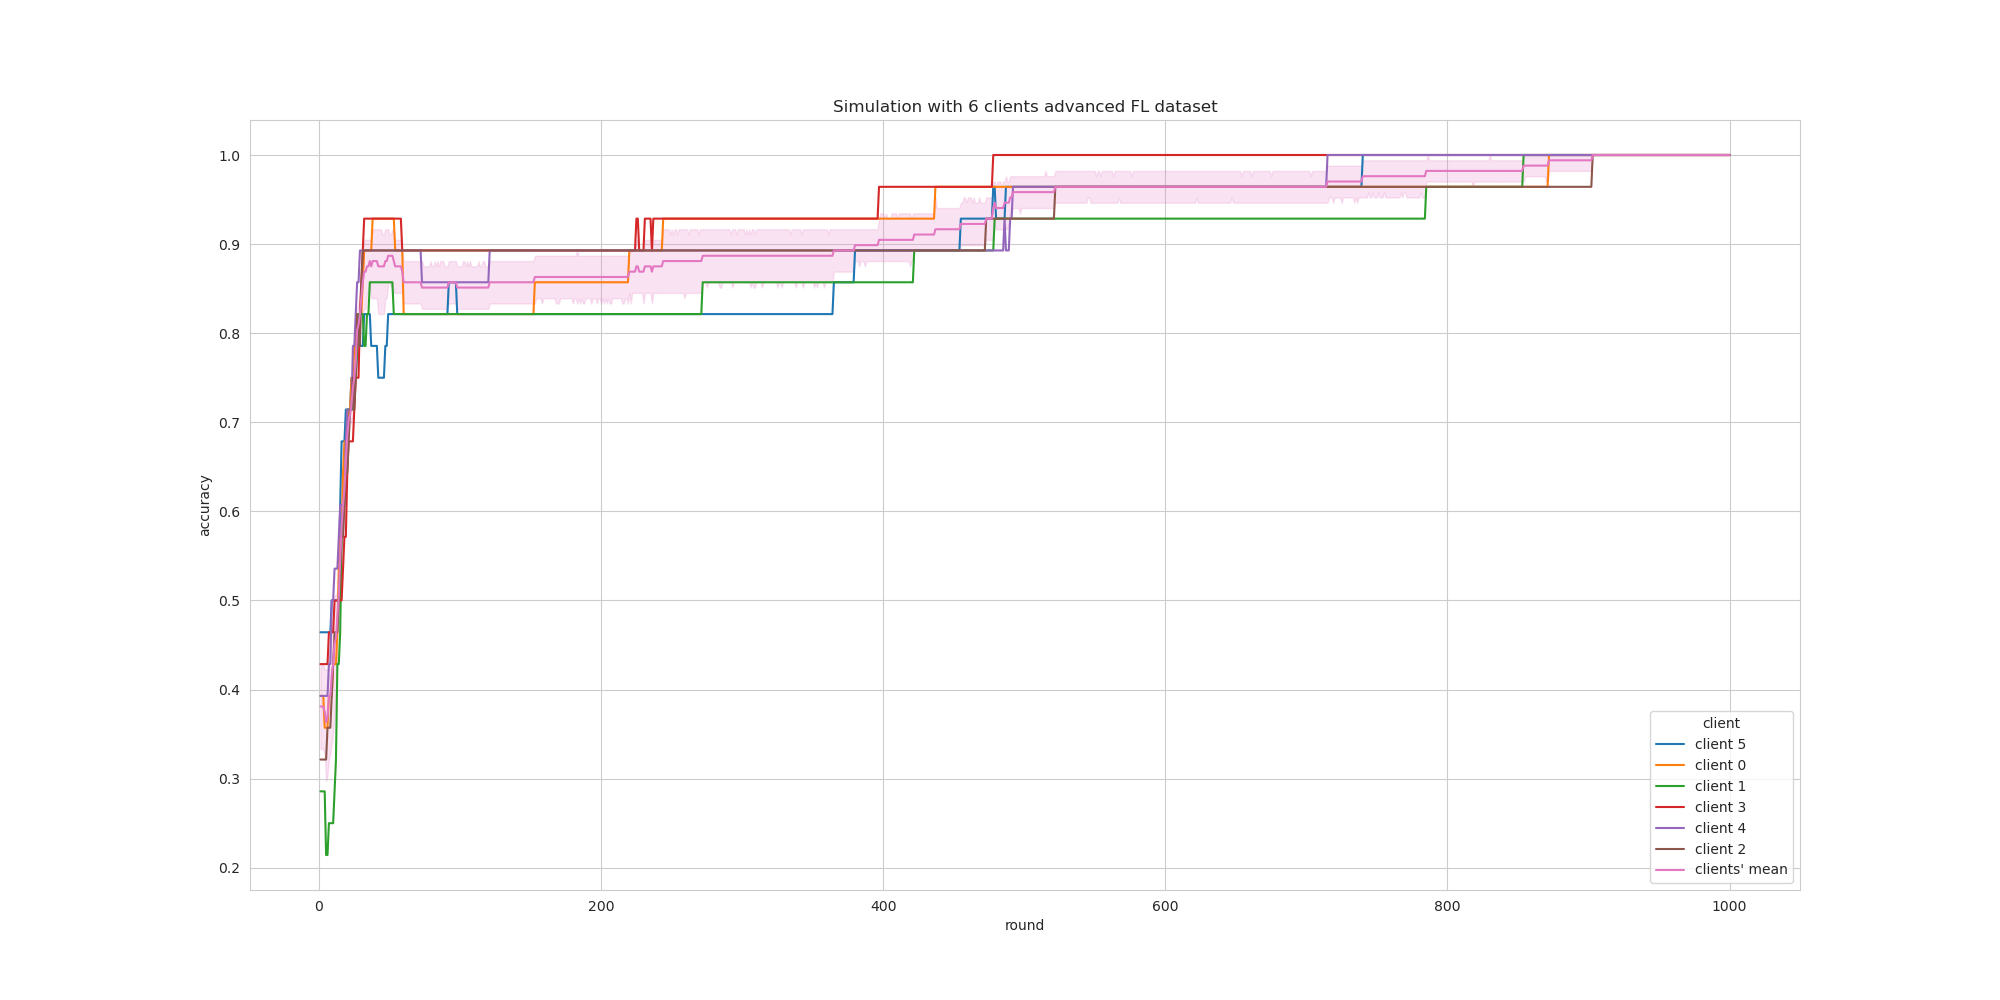 Simulation with 6 clients advanced FL dataset
1.0
0.9
0.8
0.7
0.6
0.5
0.4
0.3
0.2
accuracy
0 200 400 600 800 1000
round
client
client 5
client 0
client 1
client 3
client 4
client 2
clients' mean